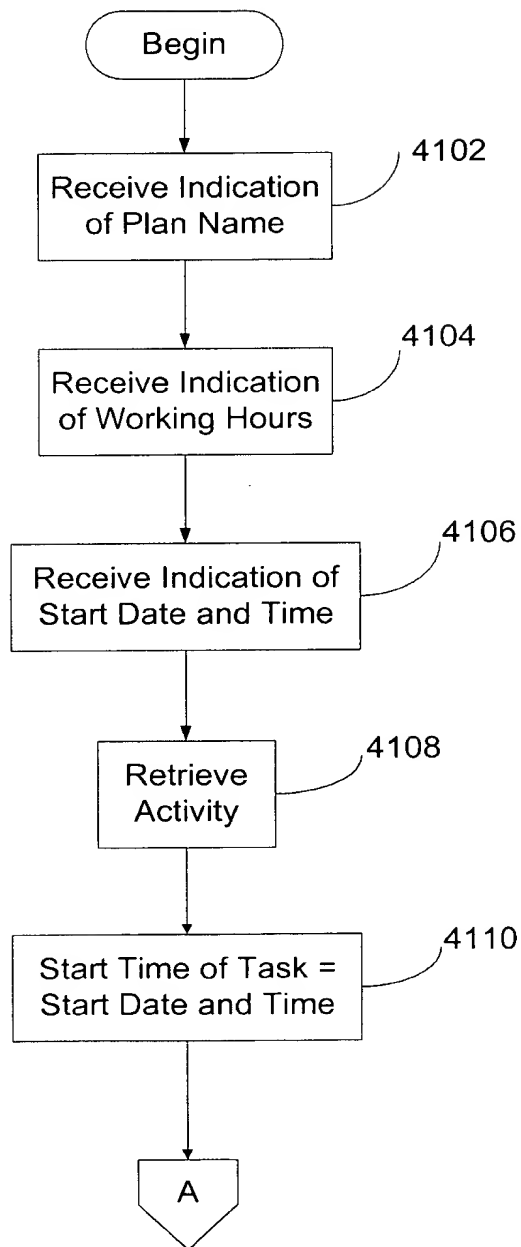 Begin
4102
Receive Indication
of Plan Name
4104
Receive Indication
of Working Hours
4106
Receive Indication of
Start Date and Time
4108
Retrieve
Activity
4110
Start Time of Task =
Start Date and Time
A